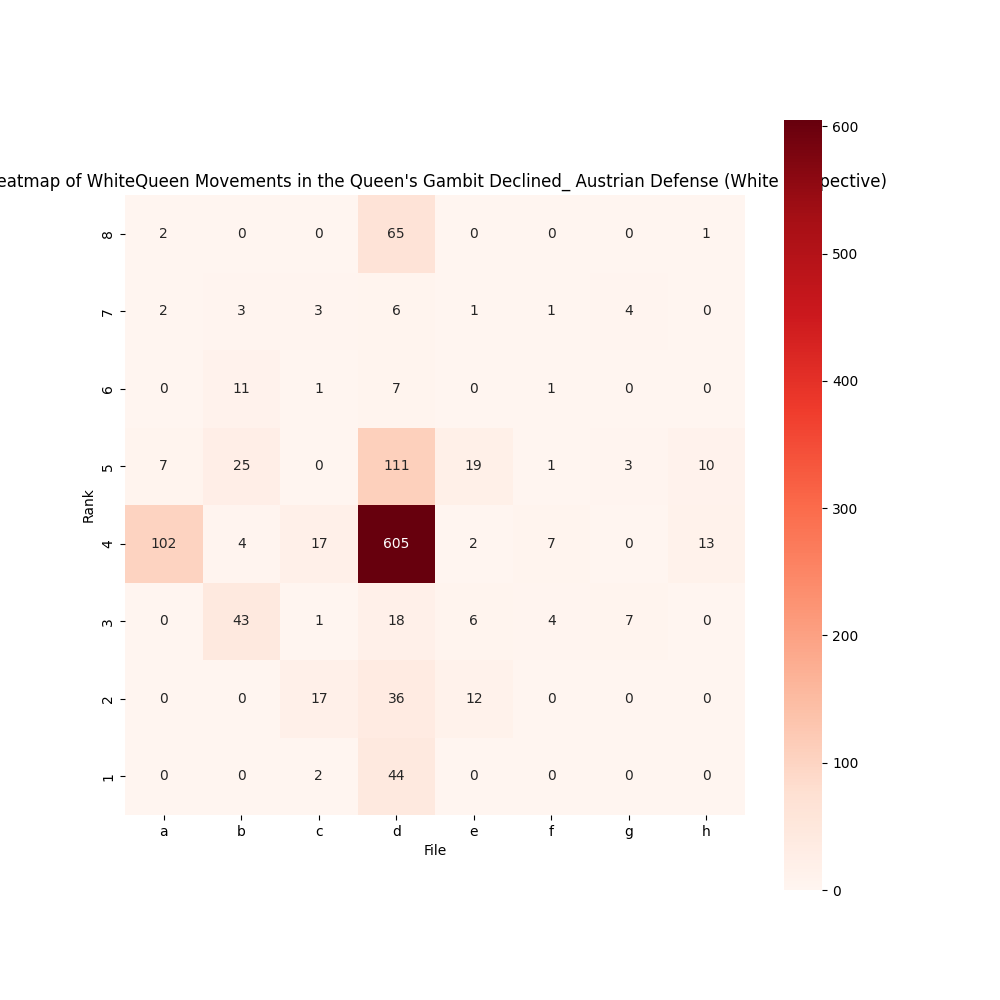 eatmap of WhiteQueen Movements in the Queen's Gambit Declined_ Austrian Defense (White pective)
600
8 2 0 0 65 0 0 0 1
500
7 2 3 3 6 1 1 4 0
6 0 11 1 7 0 1 0 0
400
5 7 25 0 111 19 1 3 10
300
Rank
4 102 4 17 605 2 7 0 13
3 0 43 1 18 6 4 7 0
200
2 0 0 17 36 12 0 0 0
100
1 0 0 2 44 0 0 0 0
a b c d e f g h
File
0